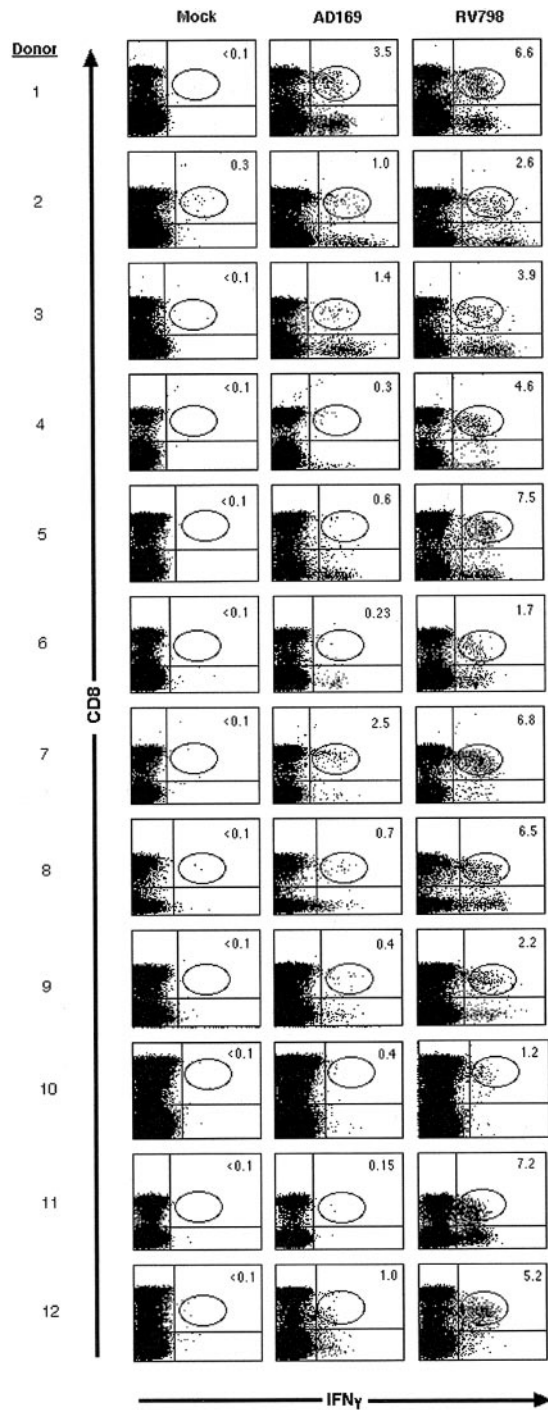 Mock AD169 RV798
Donor
1 <0.1 3.5 6.6
2 0.3 1.0 2.6
3 <0.1 1.4 3.9
4 <0.1 0.3 4.6
5 <0.1 0.6 7.5
6 <0.1 0.23 1.7
7 <0.1 2.5 6.8
8 <0.1 0.7 6.5
9 <0.1 0.4 2.2
10 <0.1 0.4 1.2
11 <0.1 0.15 7.2
12 <0.1 1.0 5.2
CD8
IFNγ